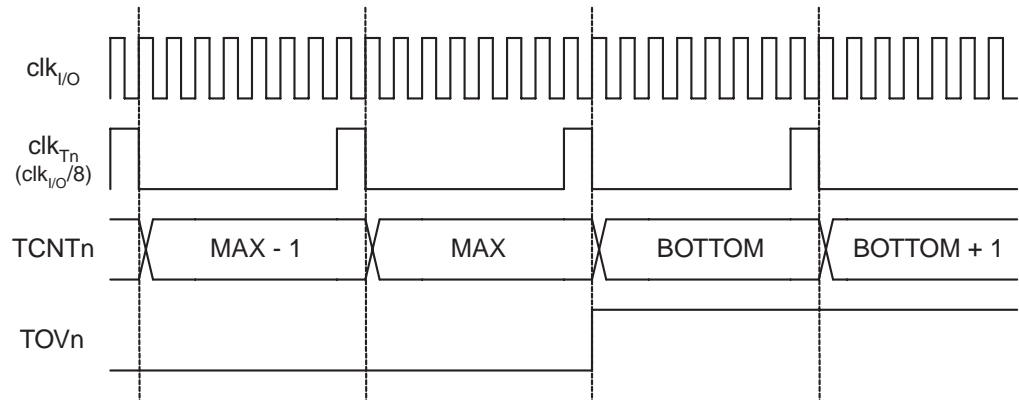 clkI/O
clkTn
(clkI/O/8)
TCNTn MAX - 1 MAX BOTTOM BOTTOM + 1
TOVn